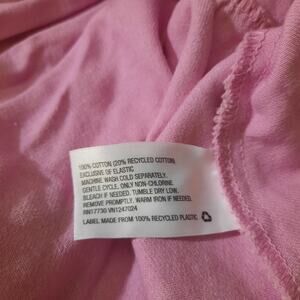 100% COTTON (20% RECYCLED COTTON)
EXCLUSIVE OF ELASTIC
MACHINE WASH COLD SEPARATELY.
GENTLE CYCLE, ONLY NON-CHLORINE
BLEACH IF NEEDED. TUMBLE DRY LOW.
REMOVE PROMPTLY. WARM IRON IF NEEDED.
RN17730 VN1247024
LABEL MADE FROM 100% RECYCLED PLASTIC